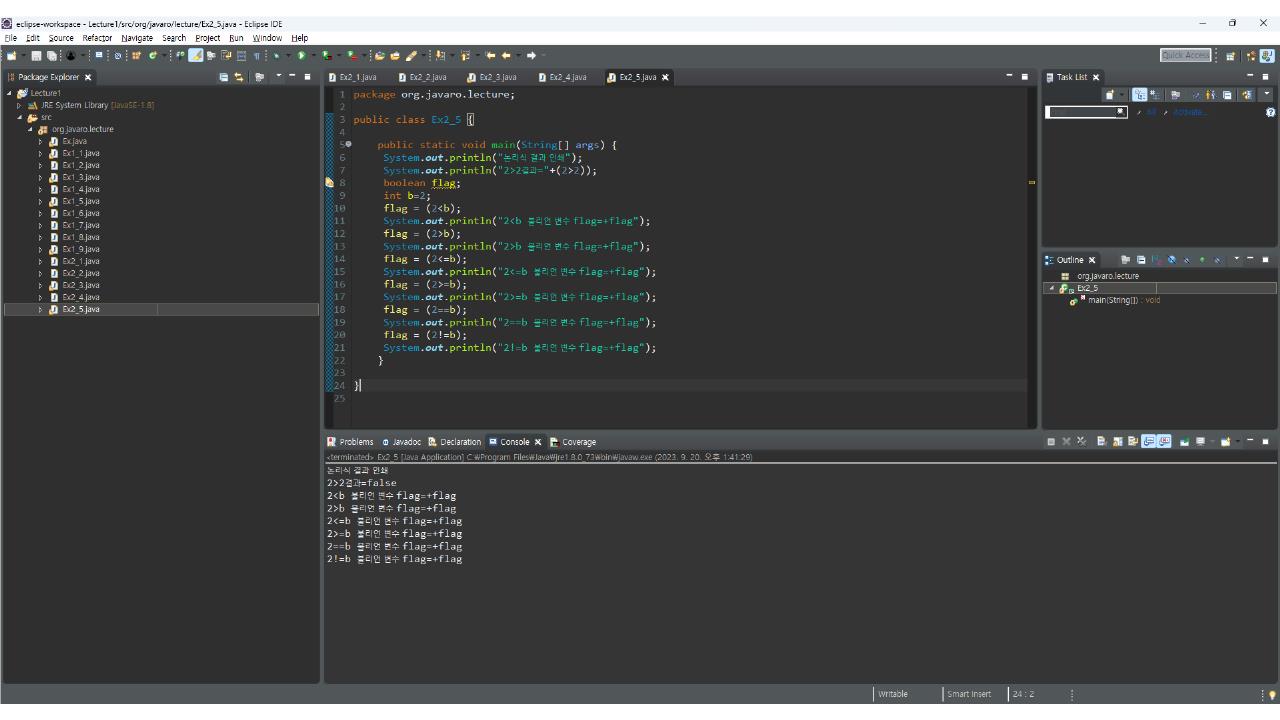 eclipse-workspace - Lecture1/src/org/javaro/lecture/Ex2_5.java - Eclipse IDE
File Edit Source Refactor Navigate Search Project Run Window Help
Quick Access
Package Explorer
Lecture1
JRE System Library [JavaSE-1.8]
src
org.javaro.lecture
Ex.java
Ex1_1.java
Ex1_2.java
Ex1_3.java
Ex1_4.java
Ex1_5.java
Ex1_6.java
Ex1_7.java
Ex1_8.java
Ex1_9.java
Ex2_1.java
Ex2_2.java
Ex2_3.java
Ex2_4.java
Ex2_5.java
Ex2_1.java Ex2_2.java Ex2_3.java Ex2_4.java Ex2_5.java
1 package org.javaro.lecture;
2
3 public class Ex2_5 {
4
5 public static void main(String[] args) {
6 System.out.println("논리식 결과 인쇄");
7 System.out.println("2>2결과="+(2>2));
8 boolean flag;
9 int b=2;
10 flag = (2<b);
11 System.out.println("2<b 불리언 변수 flag=+flag");
12 flag = (2>b);
13 System.out.println("2>b 불리언 변수 flag=+flag");
14 flag = (2<=b);
15 System.out.println("2<=b 불리언 변수 flag=+flag");
16 flag = (2>=b);
17 System.out.println("2>=b 불리언 변수 flag=+flag");
18 flag = (2==b);
19 System.out.println("2==b 불리언 변수 flag=+flag");
20 flag = (2!=b);
21 System.out.println("2!=b 불리언 변수 flag=+flag");
22 }
23
24 }
25
Task List
All Activate...
Outline
org.javaro.lecture
Ex2_5
main(String[]) : void
Problems Javadoc Declaration Console Coverage
<terminated> Ex2_5 [Java Application] C:₩Program Files₩Java₩jre1.8.0_73₩bin₩javaw.exe (2023. 9. 20. 오후 1:41:29)
논리식 결과 인쇄
2>2결과=false
2<b 불리언 변수 flag=+flag
2>b 불리언 변수 flag=+flag
2<=b 불리언 변수 flag=+flag
2>=b 불리언 변수 flag=+flag
2==b 불리언 변수 flag=+flag
2!=b 불리언 변수 flag=+flag
Writable Smart Insert 24 : 2